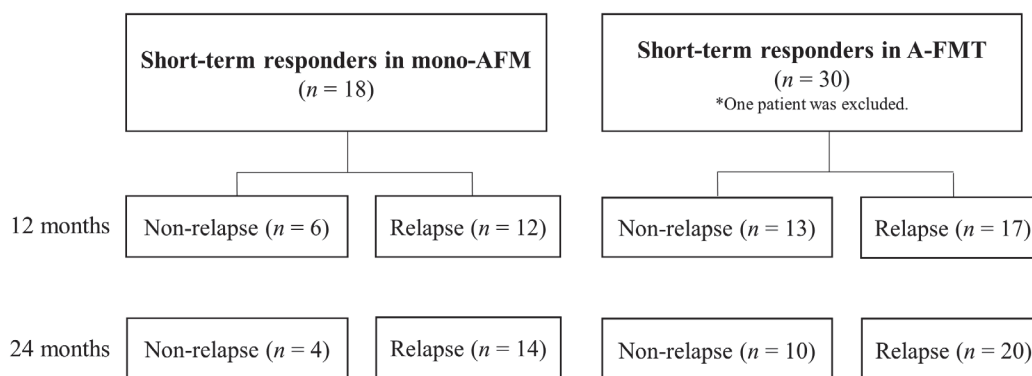 Short-term responders in mono-AFM
(n = 18)
Short-term responders in A-FMT
(n = 30)
*One patient was excluded.
12 months
Non-relapse (n = 6)
Relapse (n = 12)
Non-relapse (n = 13)
Relapse (n = 17)
24 months
Non-relapse (n = 4)
Relapse (n = 14)
Non-relapse (n = 10)
Relapse (n = 20)